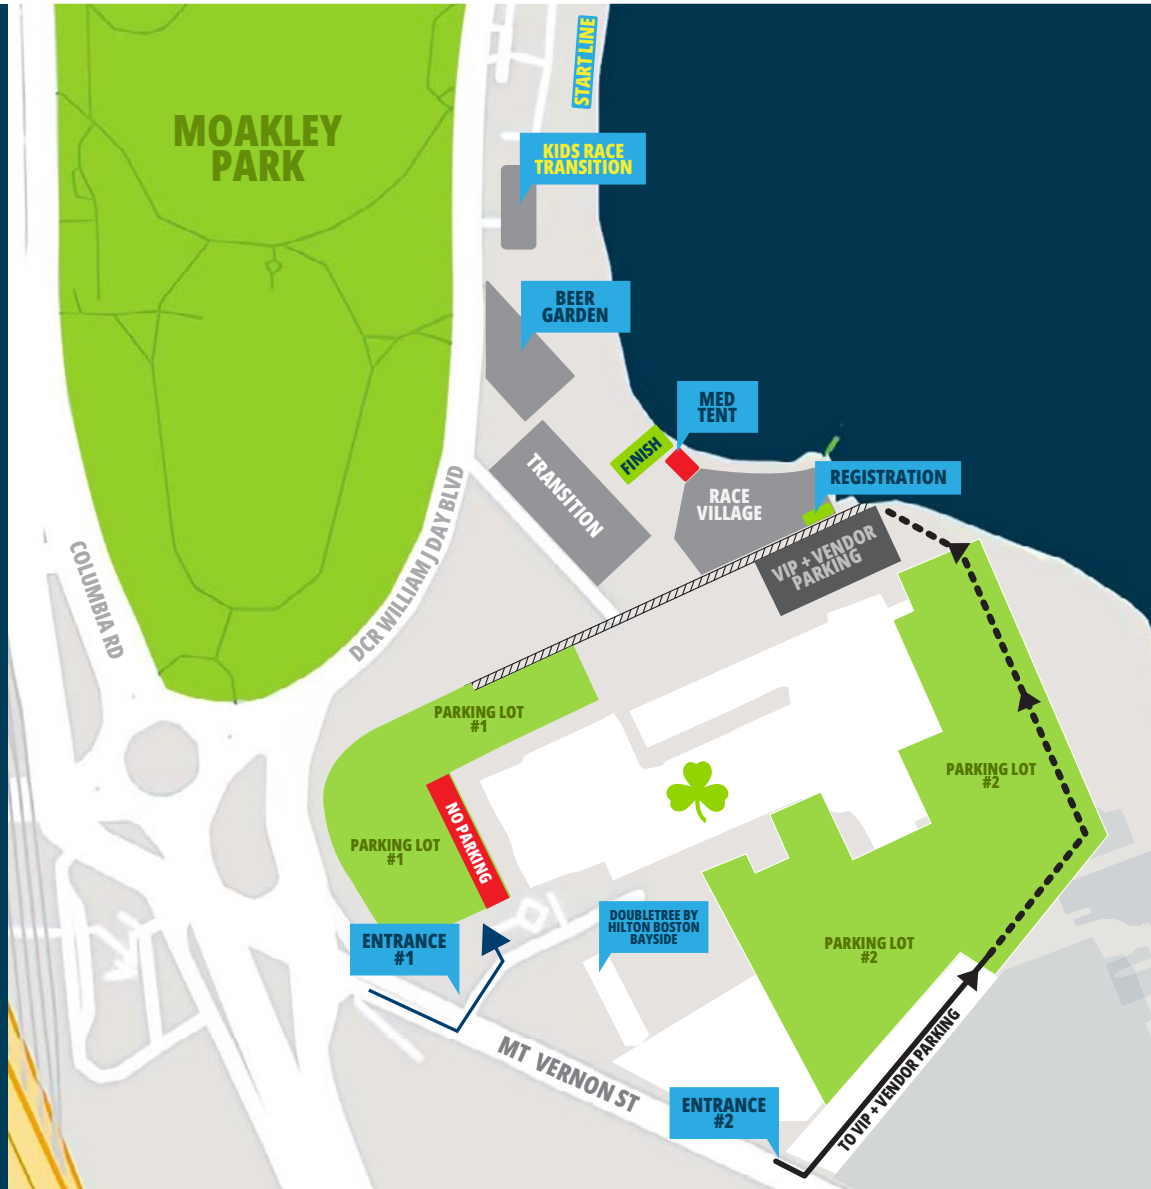 START LINE
MOAKLEY
PARK
KIDS RACE
TRANSITION
BEER
GARDEN
MED
TENT
FINISH
TRANSITION
RACE
VILLAGE
REGISTRATION
VIP + VENDOR
PARKING
COLUMBIA RD
DCR WILLIAM J DAY BLVD
PARKING LOT
#1
PARKING LOT
#2
NO PARKING
PARKING LOT
#1
DOUBLETREE BY
HILTON BOSTON
BAYSIDE
ENTRANCE
#1
PARKING LOT
#2
MT VERNON ST
TO VIP + VENDOR PARKING
ENTRANCE
#2